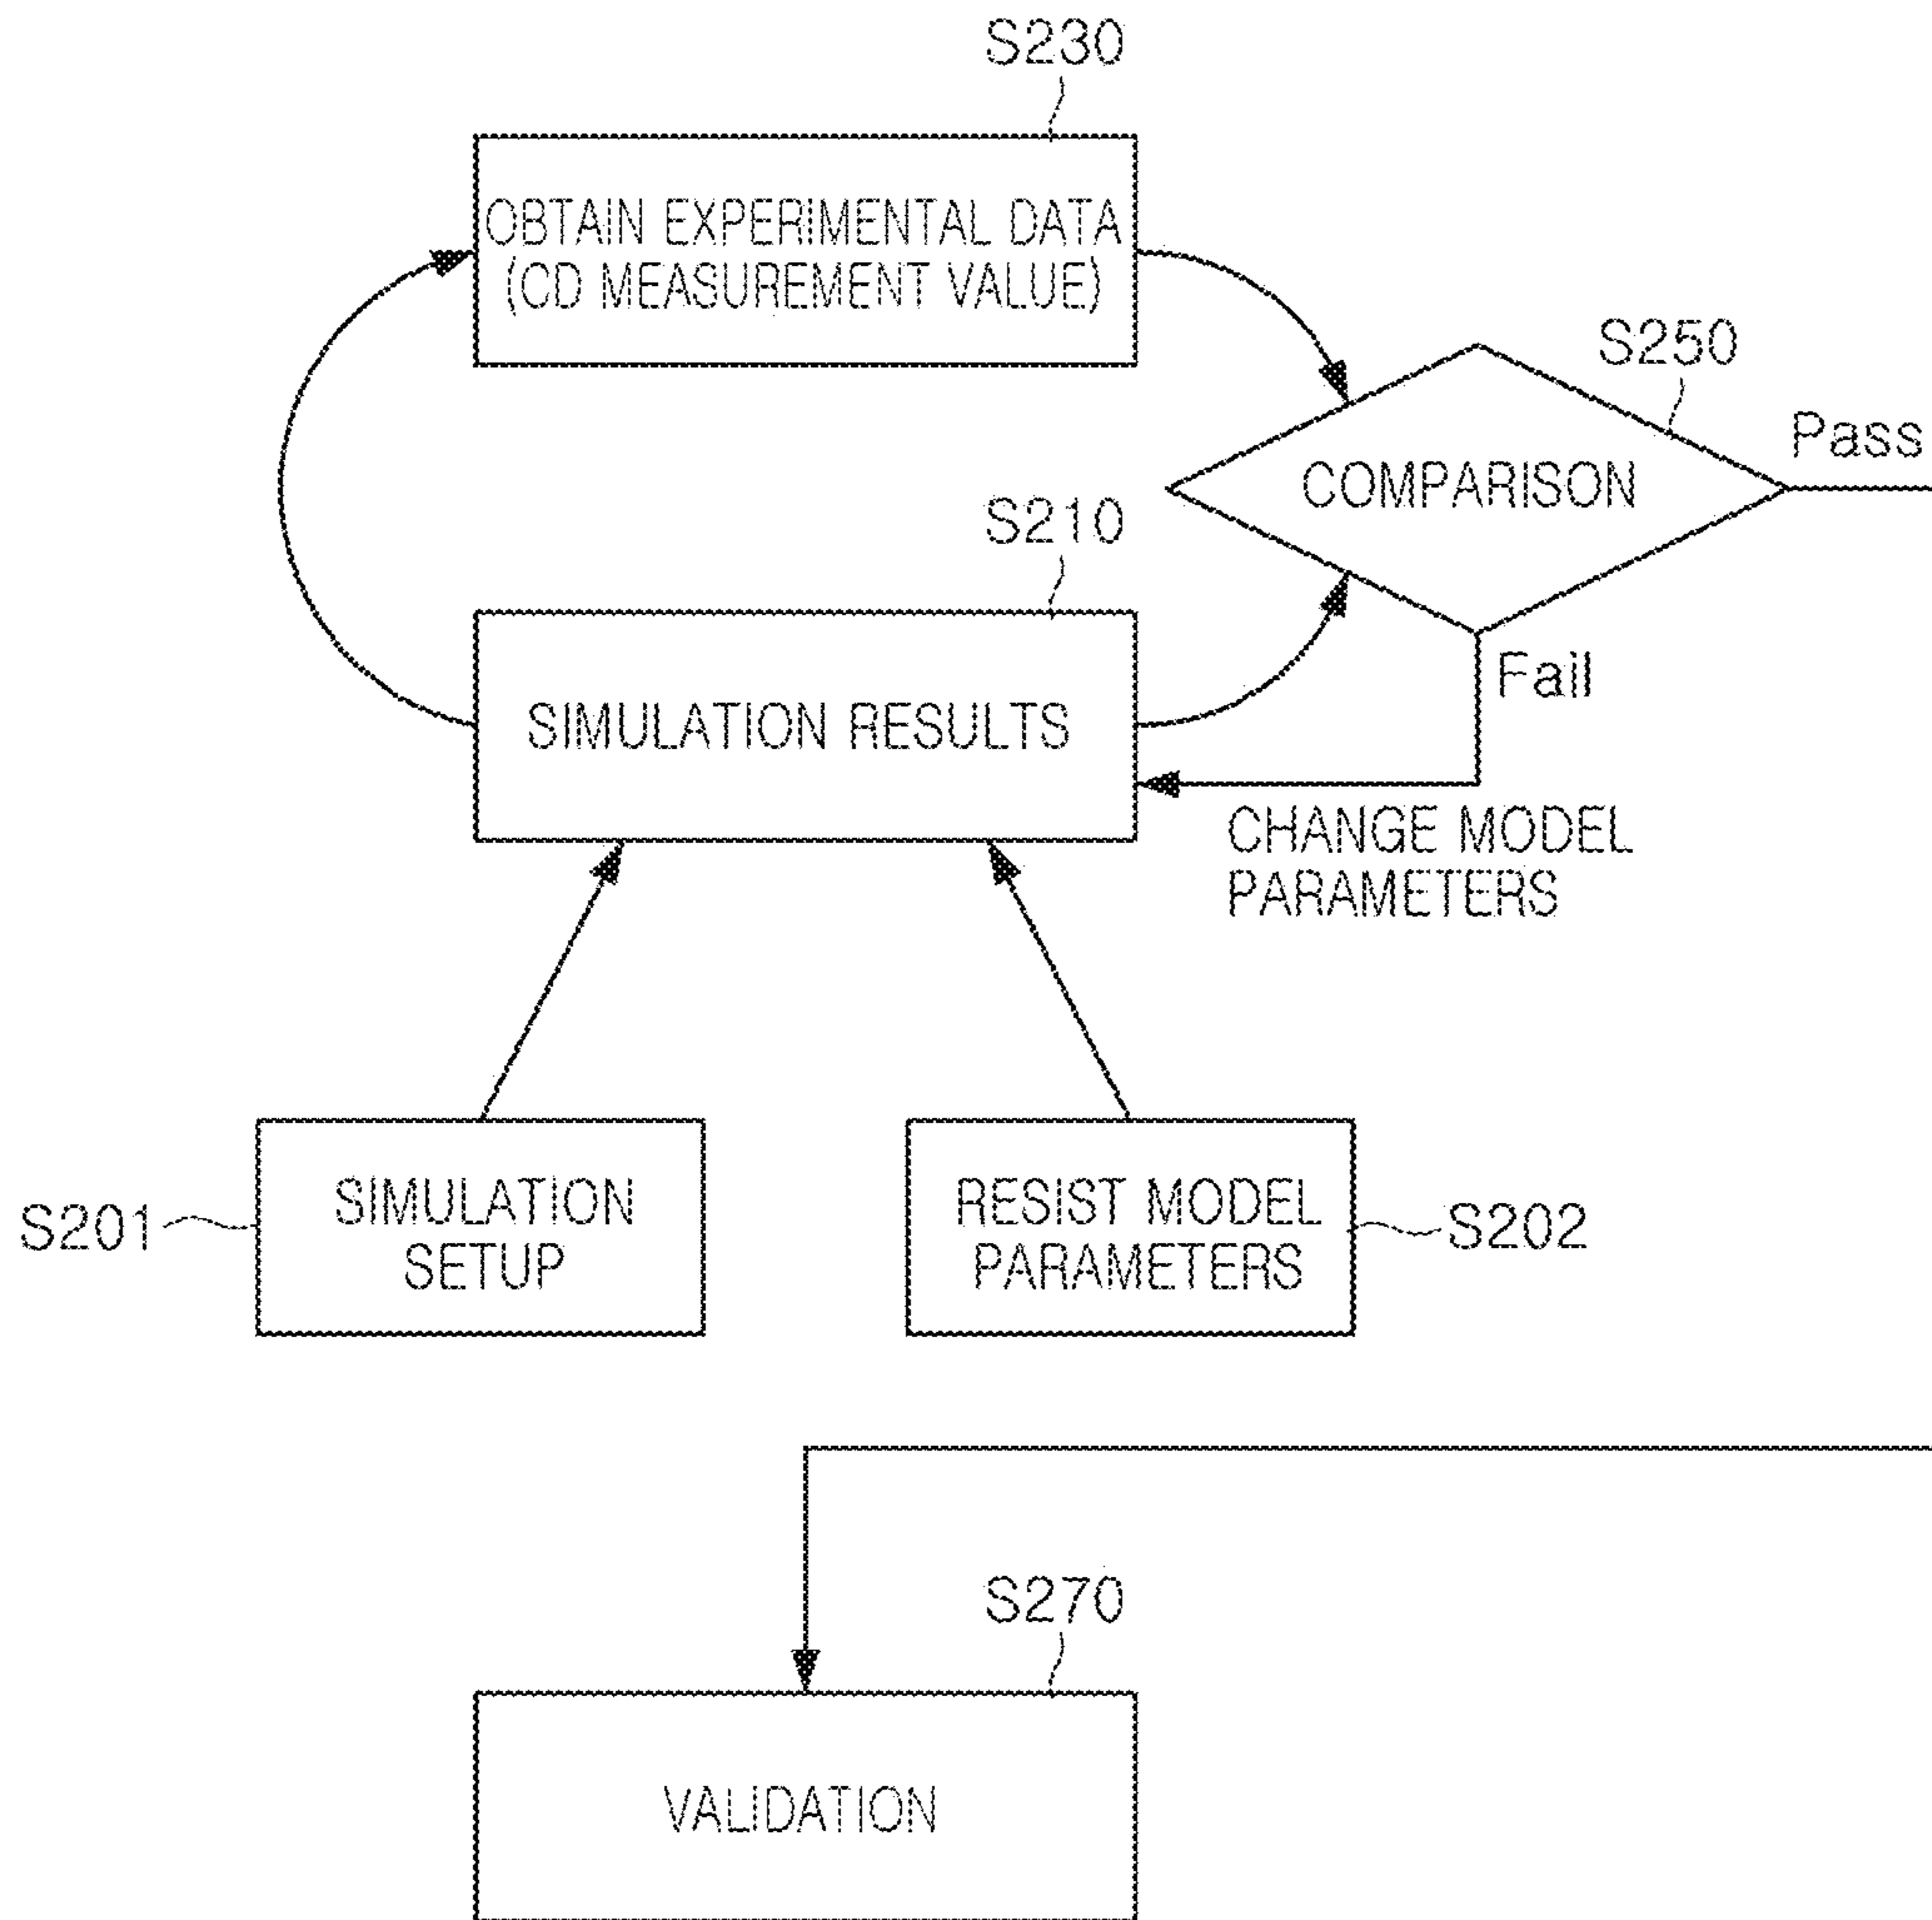 S230
OBTAIN EXPERIMENTAL DATA
(CD MEASUREMENT VALUE)
S250
Pass
COMPARISON
S210
Fail
SIMULATION RESULTS
CHANGE MODEL
PARAMETERS
S201
SIMULATION
SETUP
RESIST MODEL
PARAMETERS
S202
S270
VALIDATION